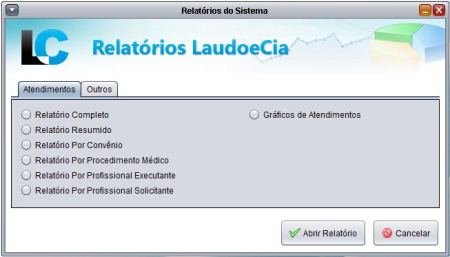 Relatórios do Sistema
LC
Relatórios LaudoeCia
Atendimentos
Outros
Relatório Completo
Relatório Resumido
Relatório Por Convênio
Relatório Por Procedimento Médico
Relatório Por Profissional Executante
Relatório Por Profissional Solicitante
Gráficos de Atendimentos
Abrir Relatório
Cancelar